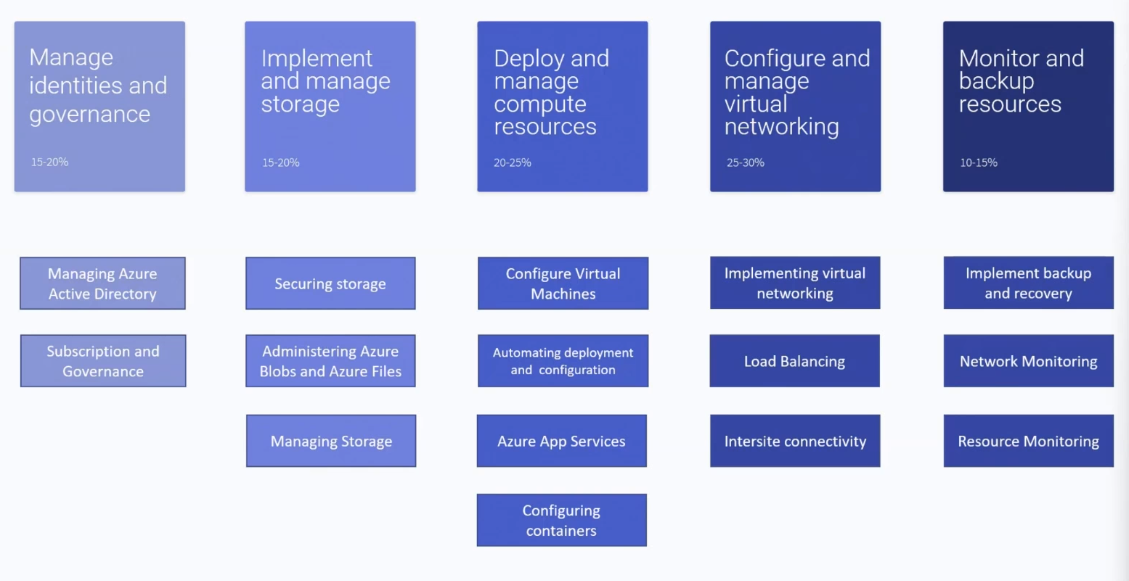 Manage
identities and
governance
15-20%
Implement
and manage
storage
15-20%
Deploy and
manage
compute
resources
20-25%
Configure and
manage
virtual
networking
25-30%
Monitor and
backup
resources
10-15%
Managing Azure
Active Directory
Subscription and
Governance
Securing storage
Administering Azure
Blobs and Azure Files
Managing Storage
Configure Virtual
Machines
Automating deployment
and configuration
Azure App Services
Configuring
containers
Implementing virtual
networking
Load Balancing
Intersite connectivity
Implement backup
and recovery
Network Monitoring
Resource Monitoring